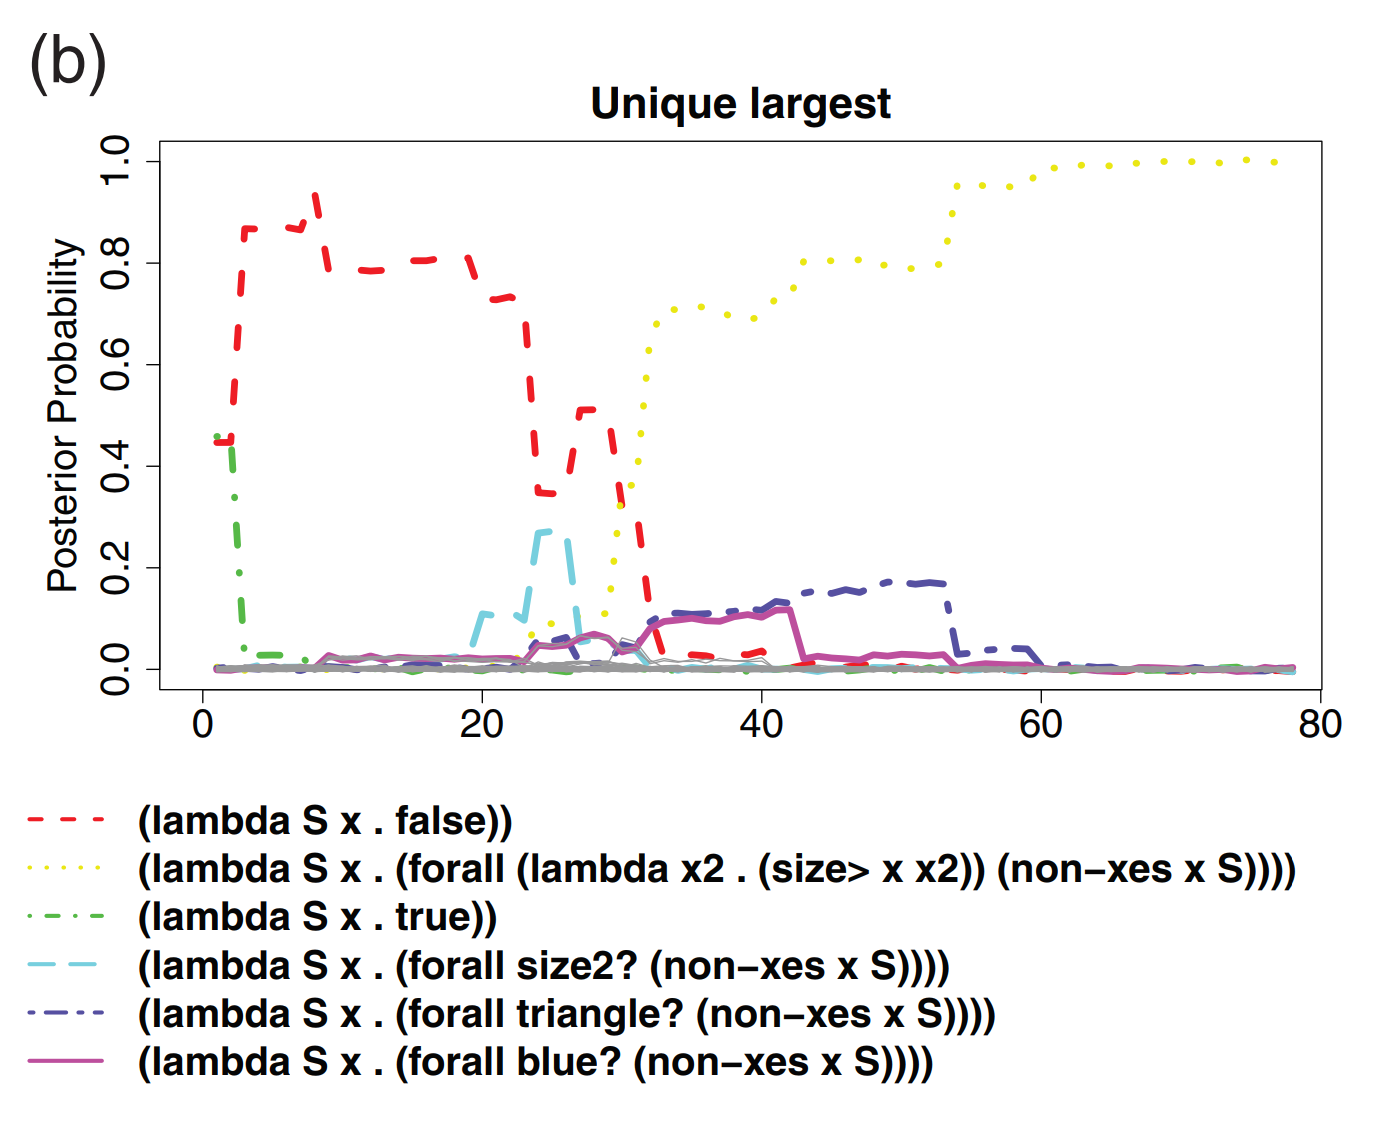 (b)
Unique largest
Posterior Probability
1.0
0.8
0.6
0.4
0.2
0.0
0 20 40 60 80
(lambda S x . false))
(lambda S x . (forall (lambda x2 . (size> x x2)) (non−xes x S))))
(lambda S x . true))
(lambda S x . (forall size2? (non−xes x S))))
(lambda S x . (forall triangle? (non−xes x S))))
(lambda S x . (forall blue? (non−xes x S))))